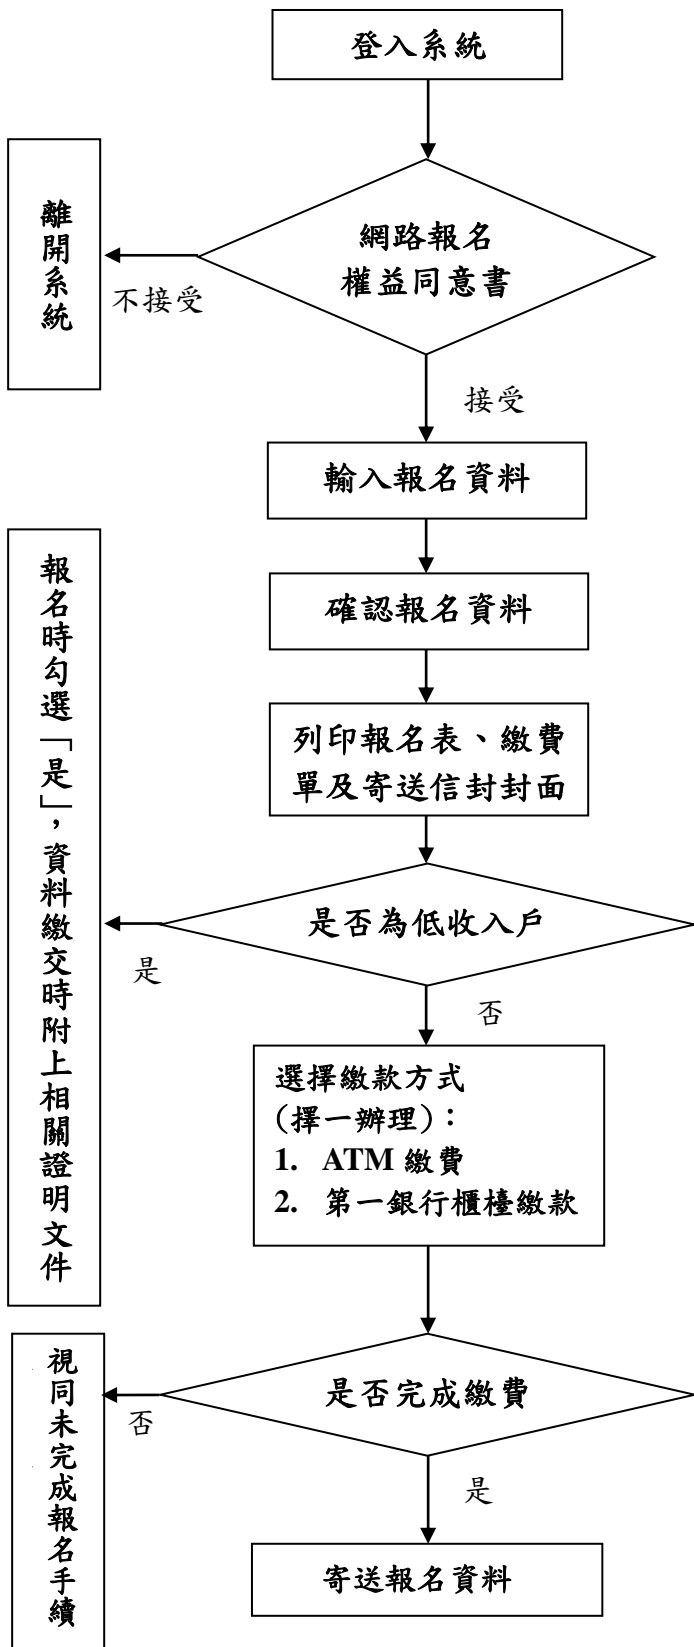 登入系統
離開系統
網路報名
權益同意書
不接受
接受
輸入報名資料
確認報名資料
列印報名表、繳費
單及寄送信封封面
報名時勾選「是」，資料繳交時附上相關證明文件
是否為低收入戶
是
否
選擇繳款方式
(擇一辦理)：
1. ATM 繳費
2. 第一銀行櫃檯繳款
視同未完成報名手續
是否完成繳費
否
是
寄送報名資料